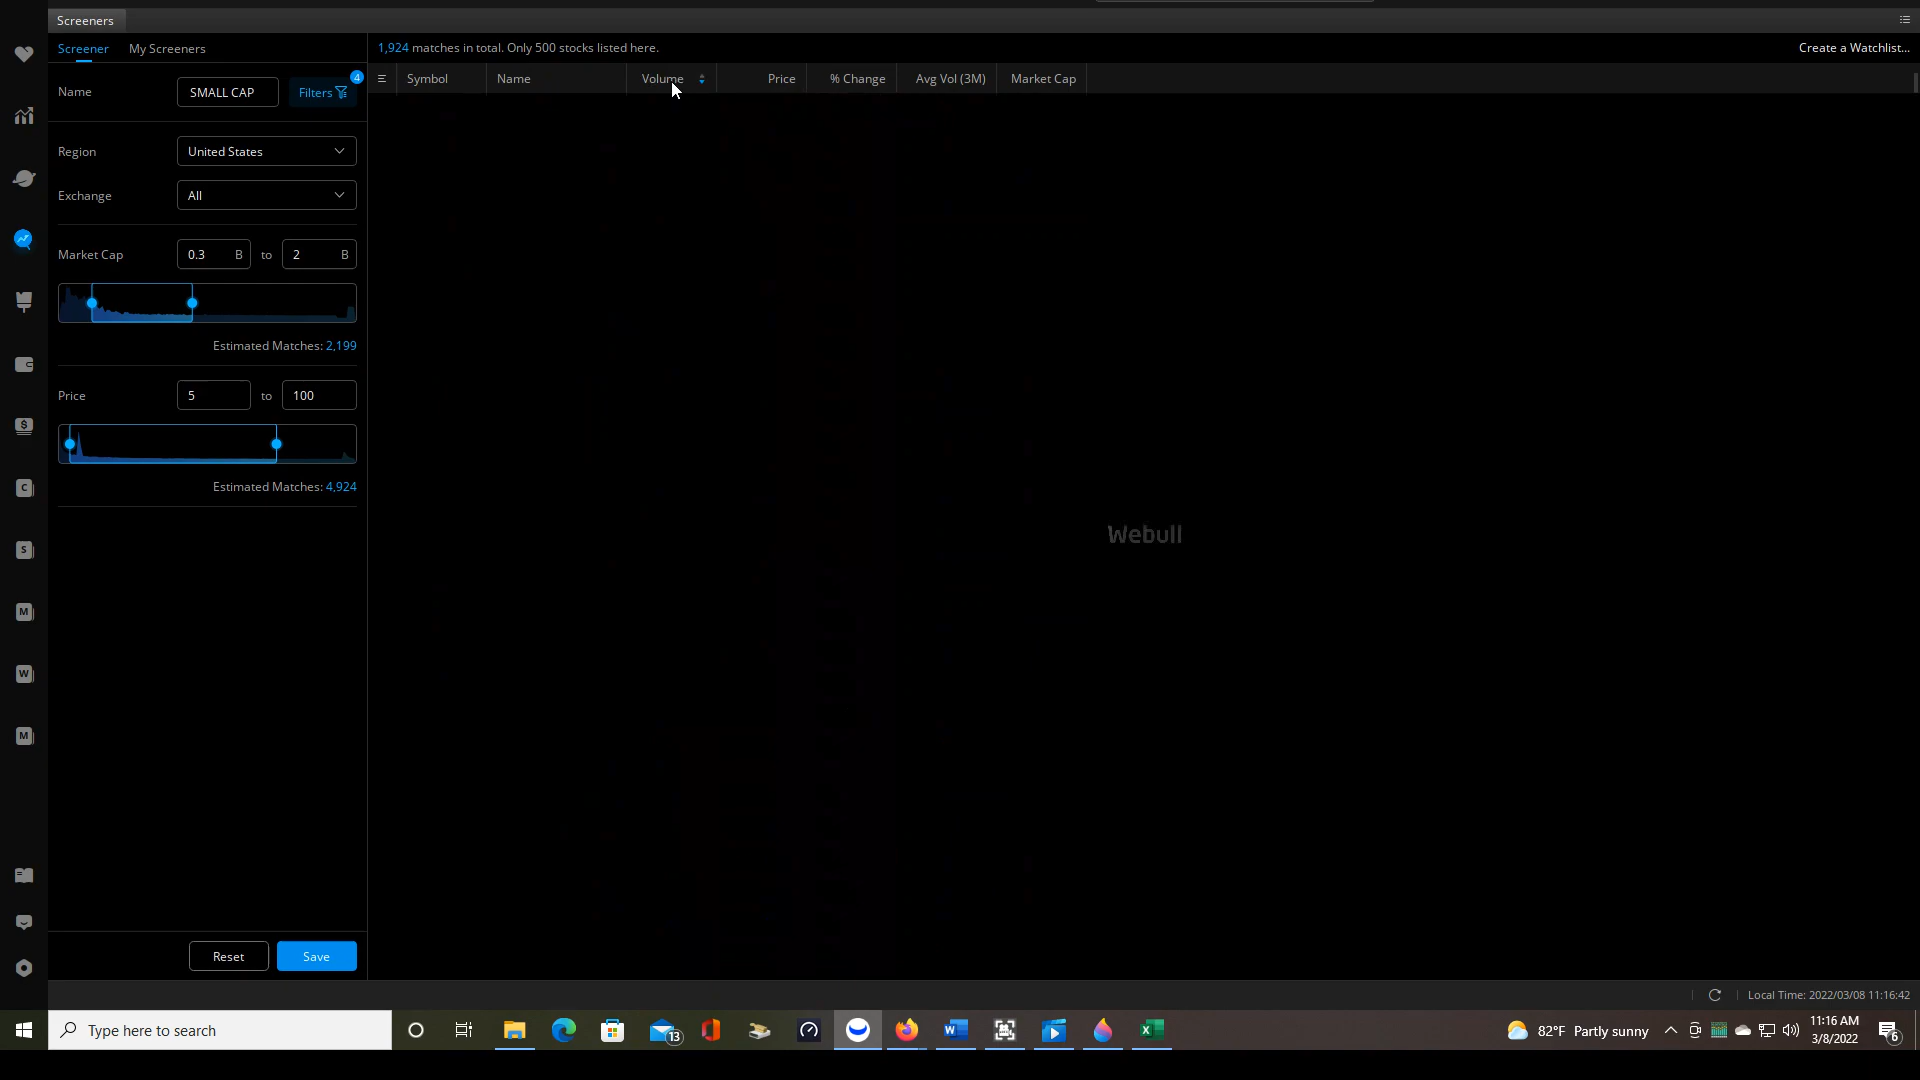 Screeners
Screener My Screeners
1,924 matches in total. Only 500 stocks listed here.
Create a Watchlist...
Name SMALL CAP Filters 4
Symbol Name Volume Price % Change Avg Vol (3M) Market Cap
Region United States
Exchange All
Market Cap 0.3 B to 2 B
Estimated Matches: 2,199
Price 5 to 100
Estimated Matches: 4,924
C
S
M
W
M
Webull
Reset Save
Local Time: 2022/03/08 11:16:42
Type here to search
13
82°F Partly sunny
11:16 AM
3/8/2022
6